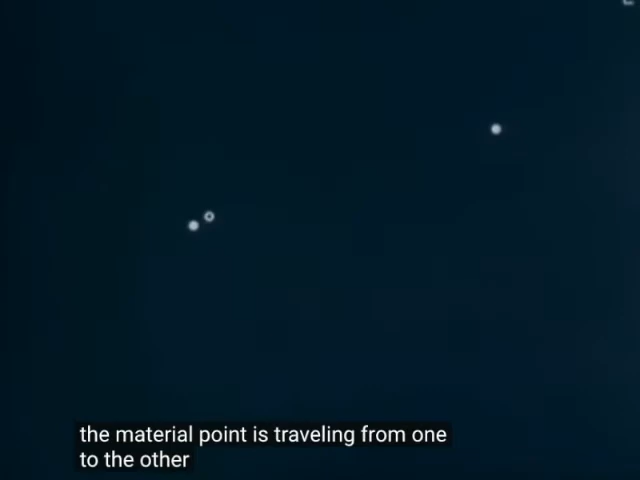 the material point is traveling from one
to the other